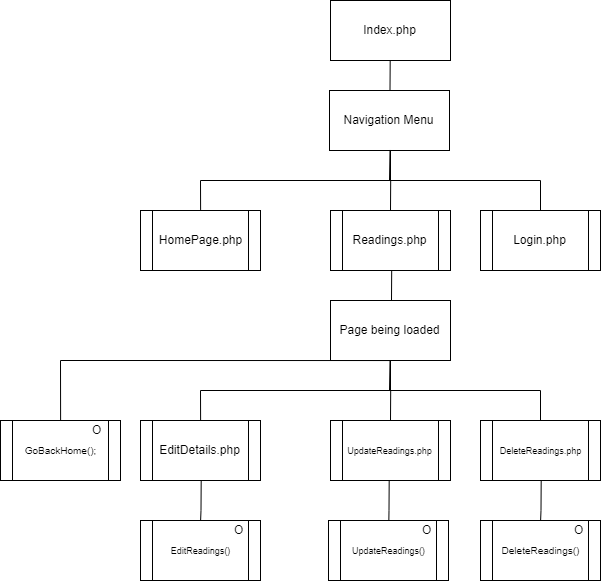 Index.php
Navigation Menu
HomePage.php
Readings.php
Login.php
Page being loaded
O
GoBackHome();
EditDetails.php
UpdateReadings.php
DeleteReadings.php
O
EditReadings()
O
UpdateReadings()
O
DeleteReadings()